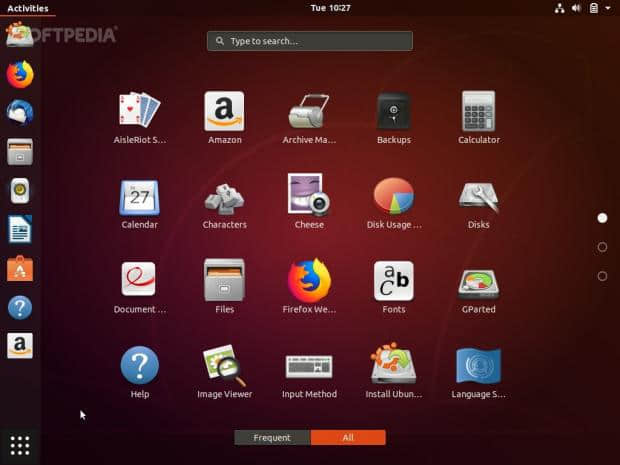 Activities
Tue 10:27
SOFTPEDIA®
Type to search...
AisleRiot S...
Amazon
Archive Ma...
Backups
Calculator
27
Calendar
Characters
Cheese
Disk Usage ...
Disks
Document ...
Files
Firefox We...
Fonts
GParted
Help
Image Viewer
Input Method
Install Ubun...
Language S...
Frequent
All